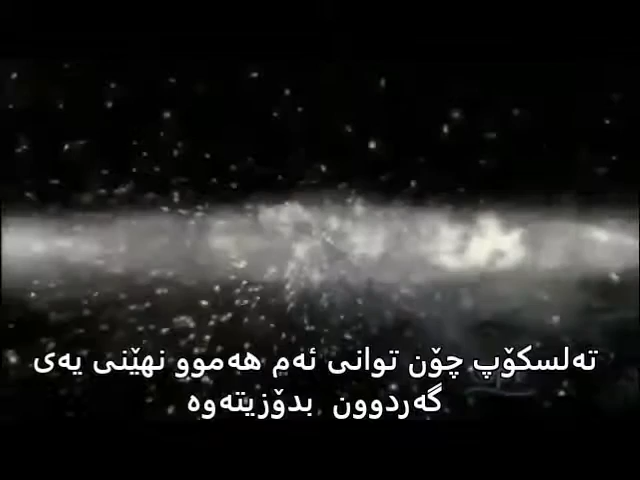 تەلسکۆپ چۆن توانی ئەم هەموو نهێنی یەی
گەردوون بدۆزیتەوە